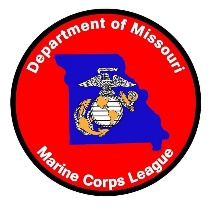 Department of Missouri
Marine Corps League